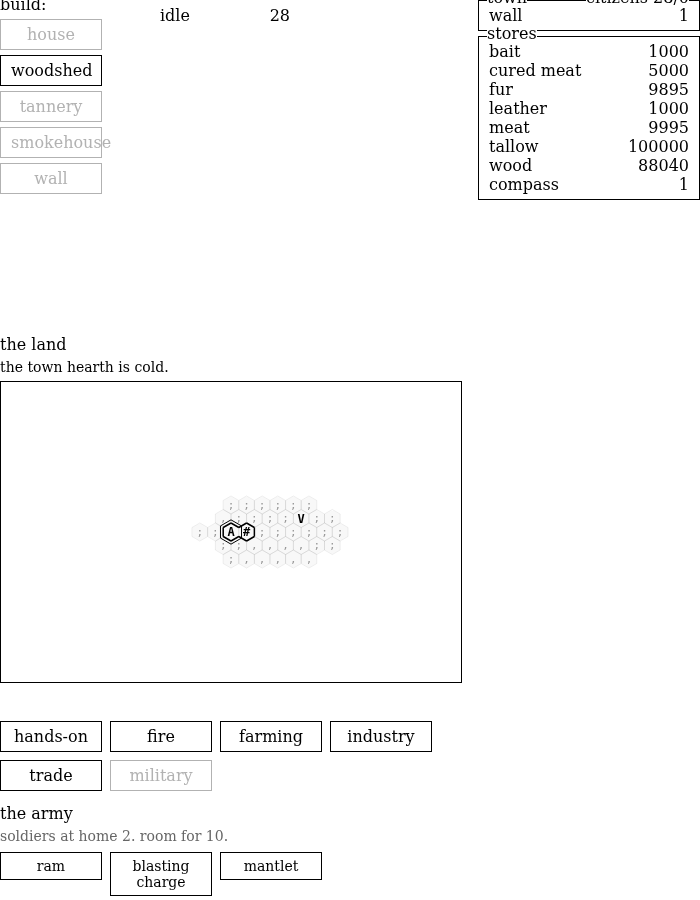 build:
house
woodshed
tannery
smokehouse
wall
idle 28
wall 1
stores
bait 1000
cured meat 5000
fur 9895
leather 1000
meat 9995
tallow 100000
wood 88040
compass 1
the land
the town hearth is cold.
V
A #
hands-on fire farming industry
trade military
the army
soldiers at home 2. room for 10.
ram blasting mantlet
charge